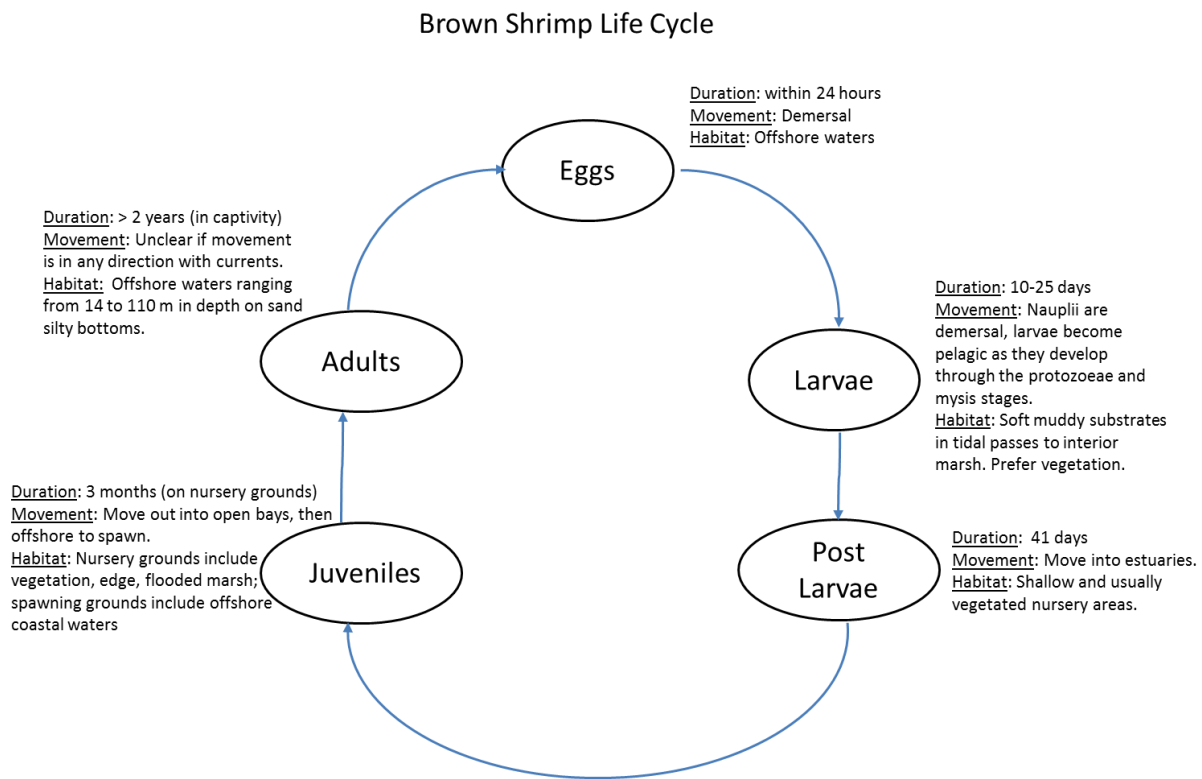 Brown Shrimp Life Cycle
Duration: within 24 hours
Movement: Demersal
Habitat: Offshore waters
Eggs
Duration: > 2 years (in captivity)
Movement: Unclear if movement
is in any direction with currents.
Habitat: Offshore waters ranging
from 14 to 110 m in depth on sand
silty bottoms.
Adults
Duration: 10-25 days
Movement: Nauplii are
demersal, larvae become
pelagic as they develop
through the protozoeae and
mysis stages.
Habitat: Soft muddy substrates
in tidal passes to interior
marsh. Prefer vegetation.
Larvae
Duration: 3 months (on nursery grounds)
Movement: Move out into open bays, then
offshore to spawn.
Habitat: Nursery grounds include
vegetation, edge, flooded marsh;
spawning grounds include offshore
coastal waters
Juveniles
Post
Larvae
Duration: 41 days
Movement: Move into estuaries.
Habitat: Shallow and usually
vegetated nursery areas.